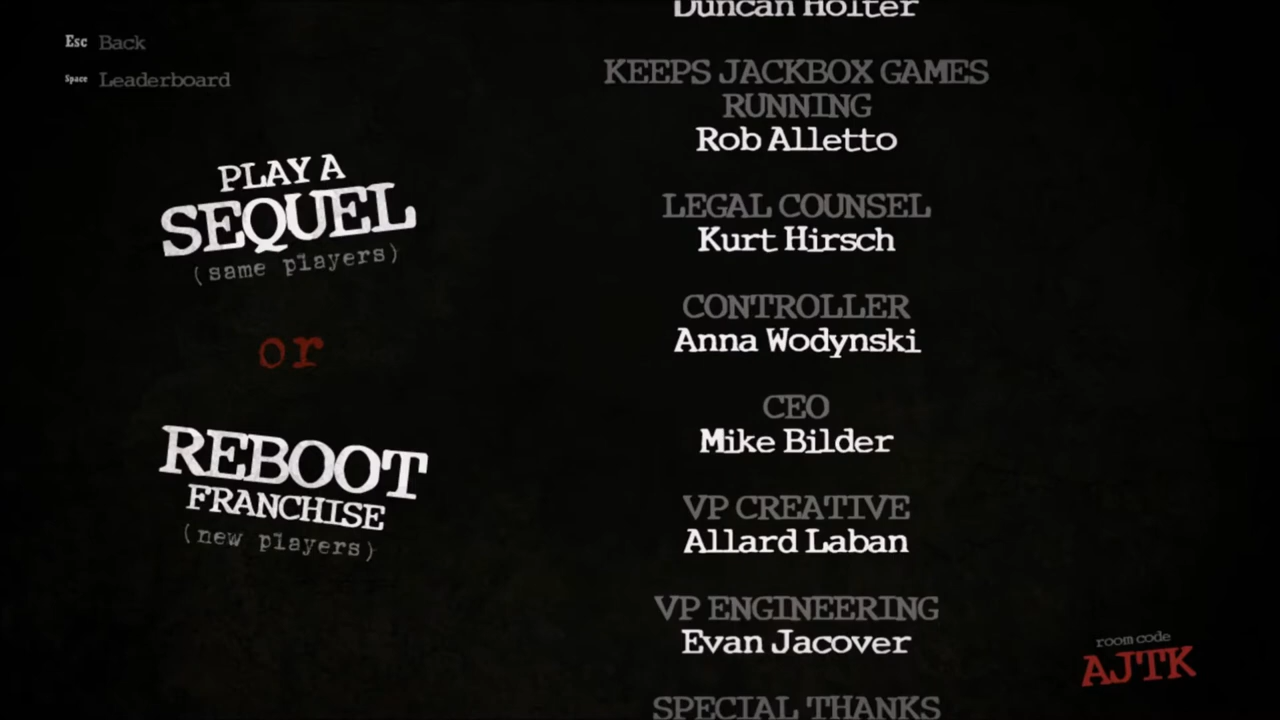 Esc Back
Space Leaderboard
PLAY A
SEQUEL
(same players)
or
REBOOT
FRANCHISE
(new players)
Duncan Holter
KEEPS JACKBOX GAMES
RUNNING
Rob Alletto
LEGAL COUNSEL
Kurt Hirsch
CONTROLLER
Anna Wodynski
CEO
Mike Bilder
VP CREATIVE
Allard Laban
VP ENGINEERING
Evan Jacover
SPECIAL THANKS
room code
AJTK